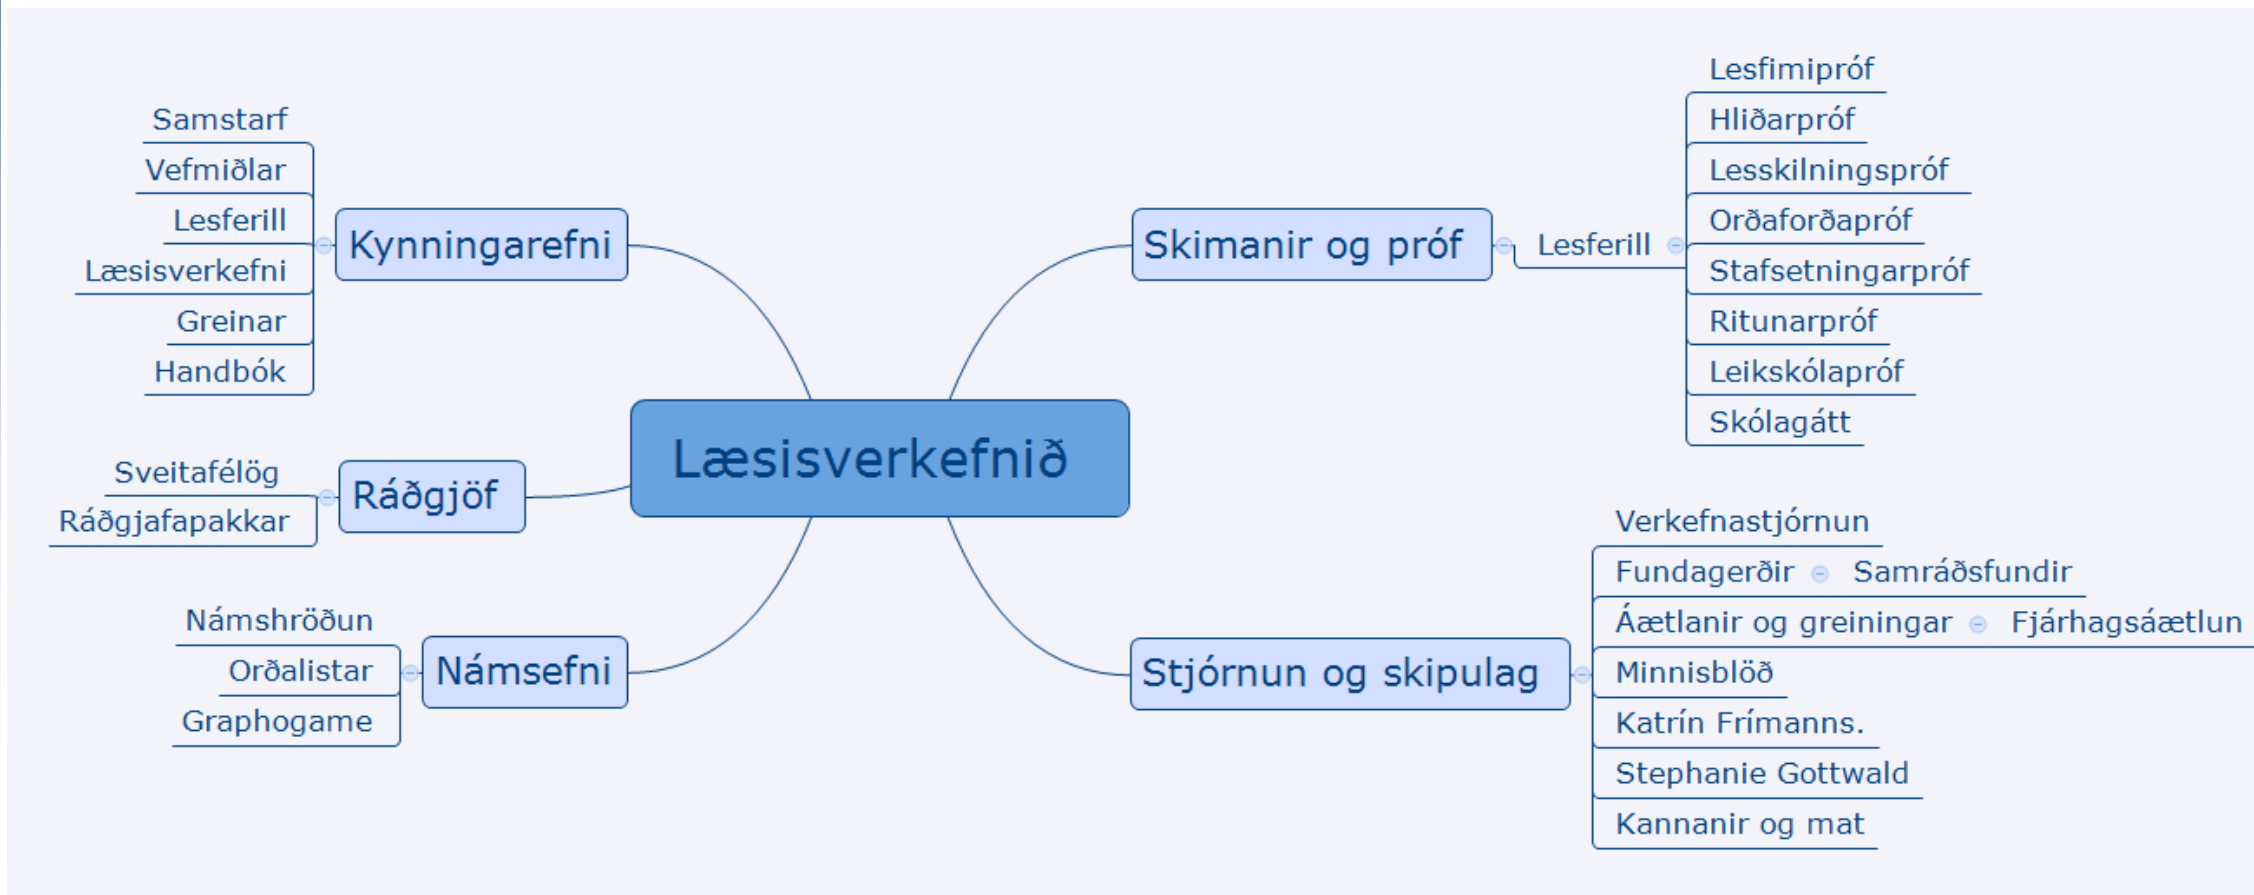 Læsisverkefnið
Kynningarefni
Samstarf
Vefmiðlar
Lesferill
Læsisverkefni
Greinar
Handbók
Ráðgjöf
Sveitafélög
Ráðgjafapakkar
Námsefni
Námshröðun
Orðalistar
Graphogame
Skimanir og próf
Lesferill
Lesfimipróf
Hliðarpróf
Lesskilningspróf
Orðaforðapróf
Stafsetningarpróf
Ritunarpróf
Leikskólapróf
Skólagátt
Stjórnun og skipulag
Verkefnastjórnun
Fundagerðir
Samráðsfundir
Áætlanir og greiningar
Fjárhagsáætlun
Minnisblöð
Katrín Frímanns.
Stephanie Gottwald
Kannanir og mat